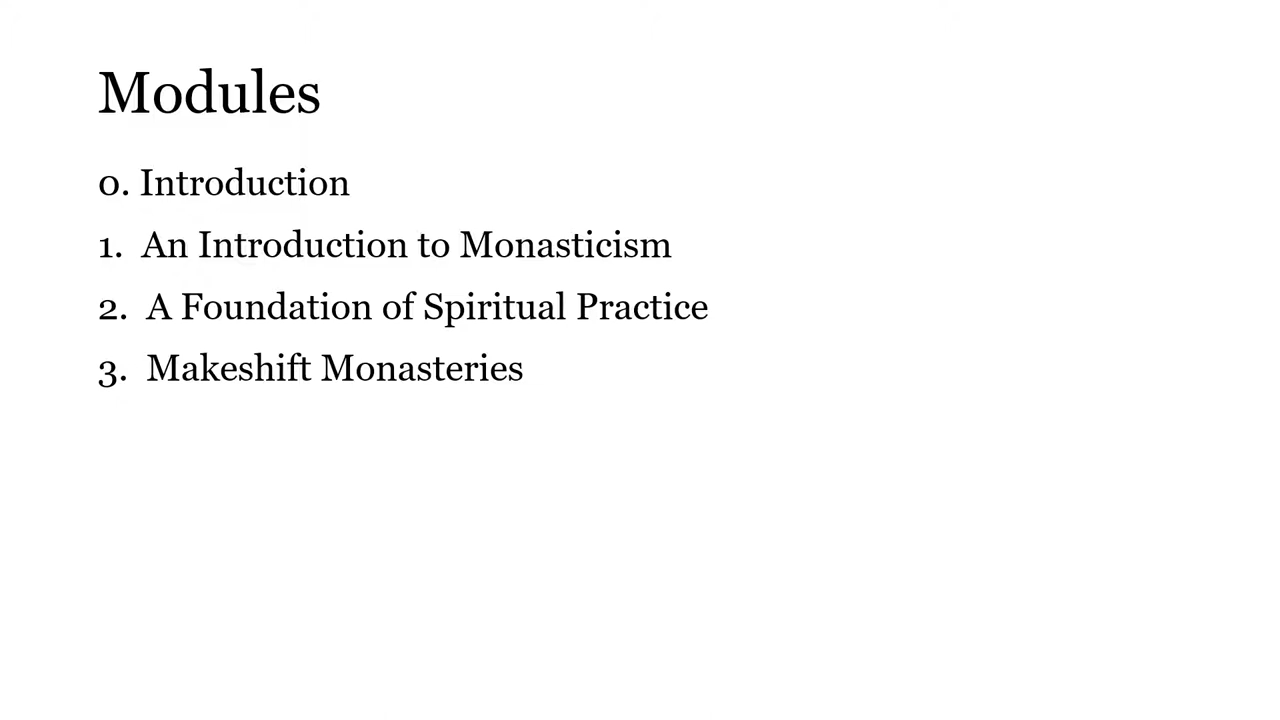 Modules
0. Introduction
1. An Introduction to Monasticism
2. A Foundation of Spiritual Practice
3. Makeshift Monasteries